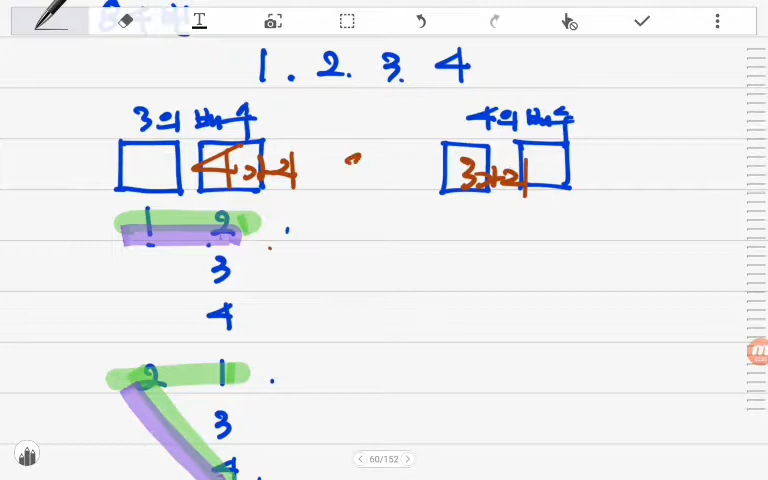 1 . 2. 3. 4
3의 배수 4의 배수
4가지 3가지
1 2
3
4
2 1
3
4
60/152